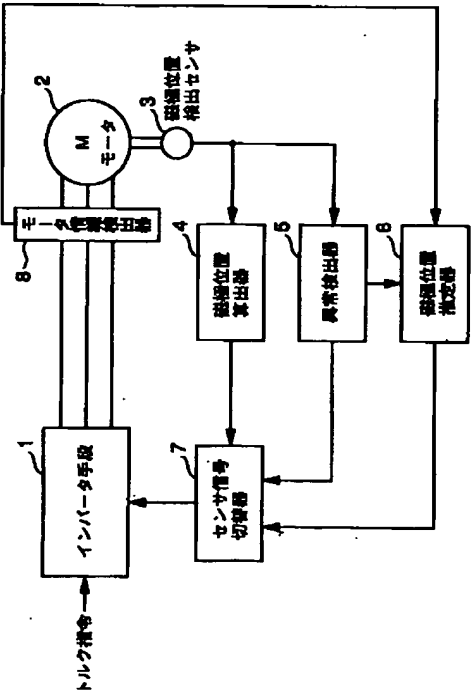 トルク指令
1
インバータ手段
8
モータ情報検出器
2
M
モータ
3
磁極位置
検出センサ
4
磁極位置
算出器
5
異常検出器
6
磁極位置
推定器
7
センサ信号
切替器